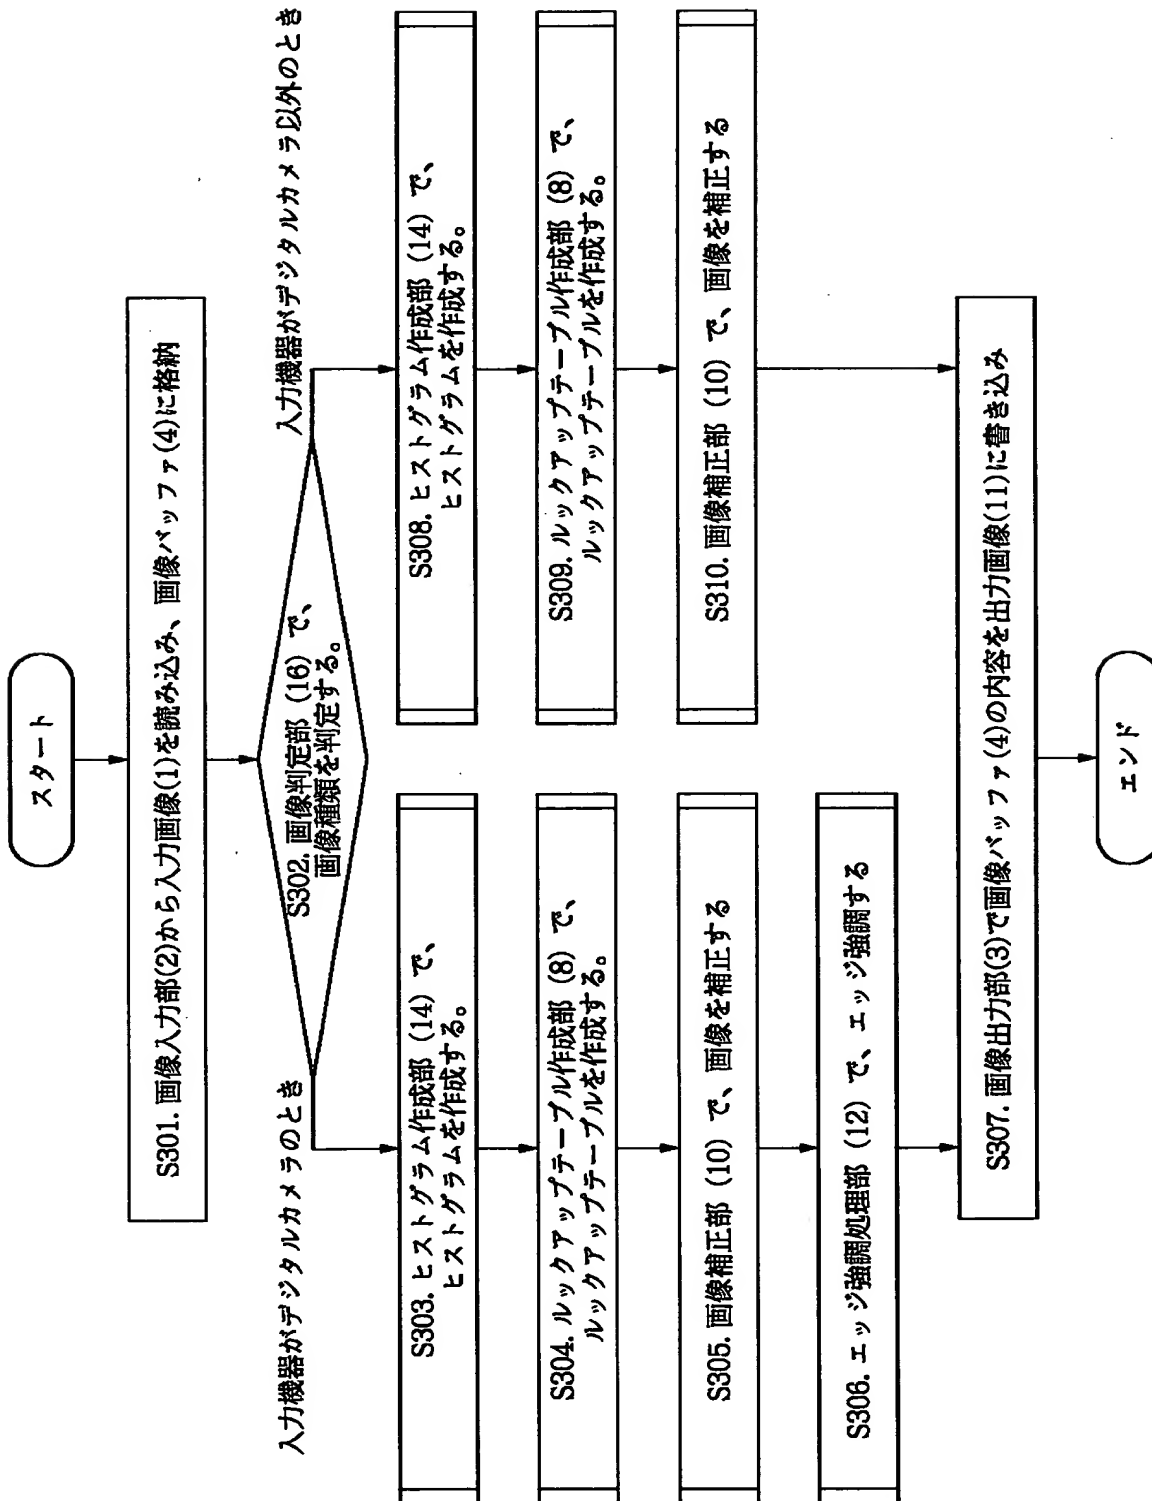 スタート
S301. 画像入力部(2)から入力画像(1)を読み込み、画像バッファ(4)に格納
S302. 画像判定部 (16) で、
画像種類を判定する。
入力機器がデジタルカメラのとき
S303. ヒストグラム作成部 (14) で、
ヒストグラムを作成する。
S304. ルックアップテーブル作成部 (8) で、
ルックアップテーブルを作成する。
S305. 画像補正部 (10) で、画像を補正する
S306. エッジ強調処理部 (12) で、エッジ強調する
入力機器がデジタルカメラ以外のとき
S308. ヒストグラム作成部 (14) で、
ヒストグラムを作成する。
S309. ルックアップテーブル作成部 (8) で、
ルックアップテーブルを作成する。
S310. 画像補正部 (10) で、画像を補正する
S307. 画像出力部(3)で画像バッファ(4)の内容を出力画像(11)に書き込み
エンド